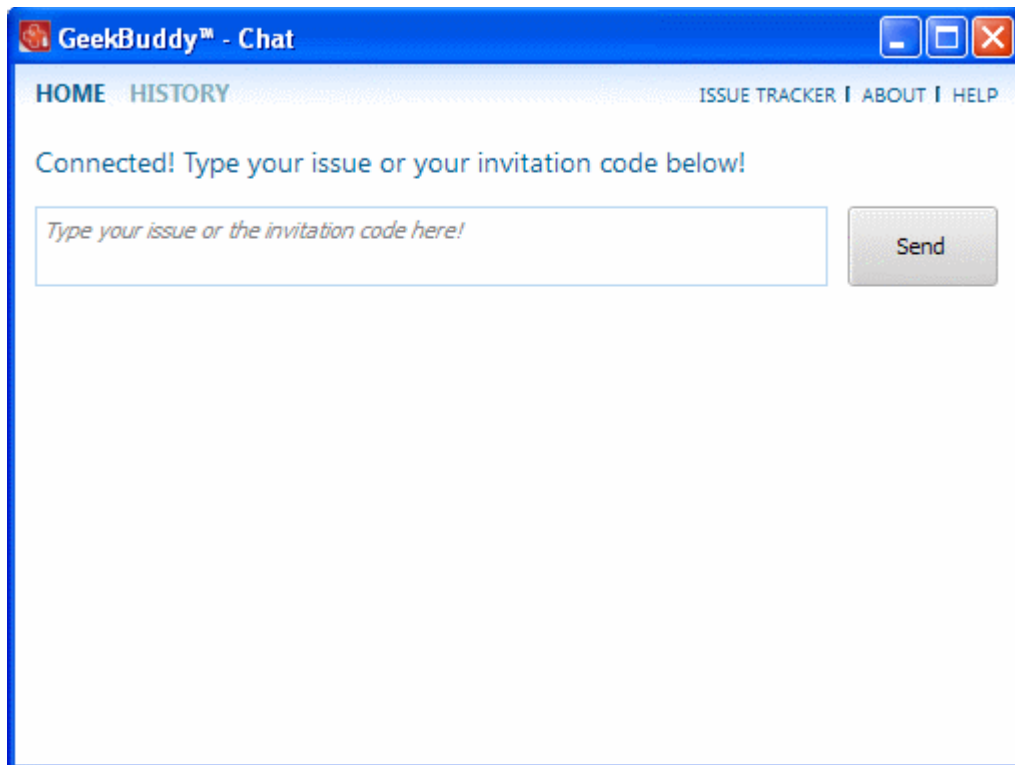 GeekBuddy™ - Chat
HOME HISTORY ISSUE TRACKER | ABOUT | HELP
Connected! Type your issue or your invitation code below!
Type your issue or the invitation code here!
Send